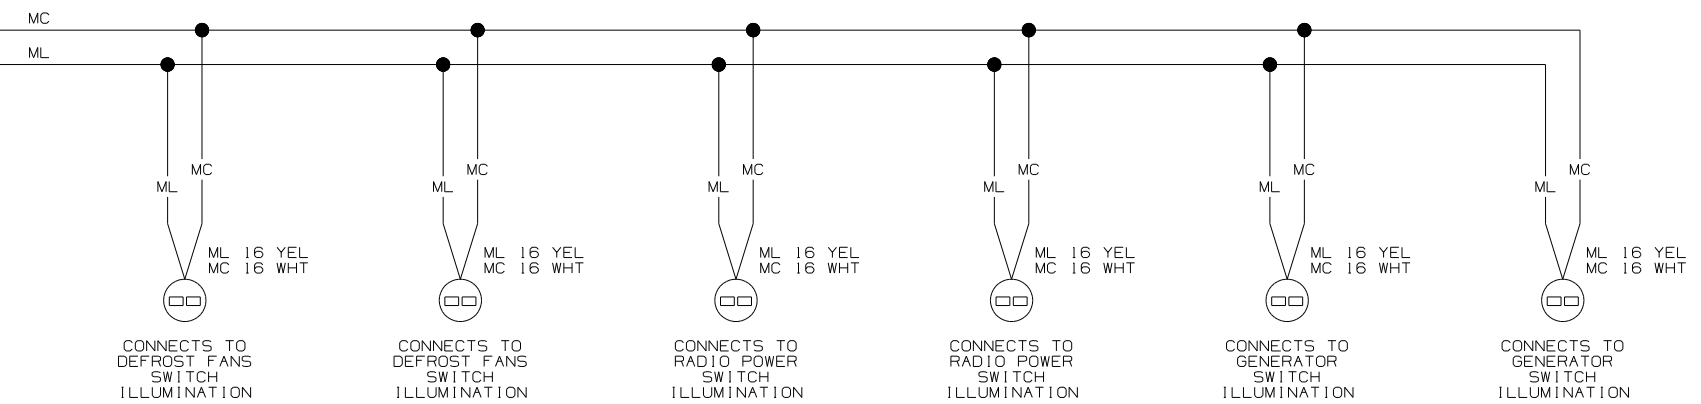 MC
ML
MC MC MC MC MC MC
ML ML ML ML ML ML
ML 16 YEL
MC 16 WHT
ML 16 YEL
MC 16 WHT
ML 16 YEL
MC 16 WHT
ML 16 YEL
MC 16 WHT
ML 16 YEL
MC 16 WHT
ML 16 YEL
MC 16 WHT
CONNECTS TO
DEFROST FANS
SWITCH
ILLUMINATION
CONNECTS TO
DEFROST FANS
SWITCH
ILLUMINATION
CONNECTS TO
RADIO POWER
SWITCH
ILLUMINATION
CONNECTS TO
RADIO POWER
SWITCH
ILLUMINATION
CONNECTS TO
GENERATOR
SWITCH
ILLUMINATION
CONNECTS TO
GENERATOR
SWITCH
ILLUMINATION